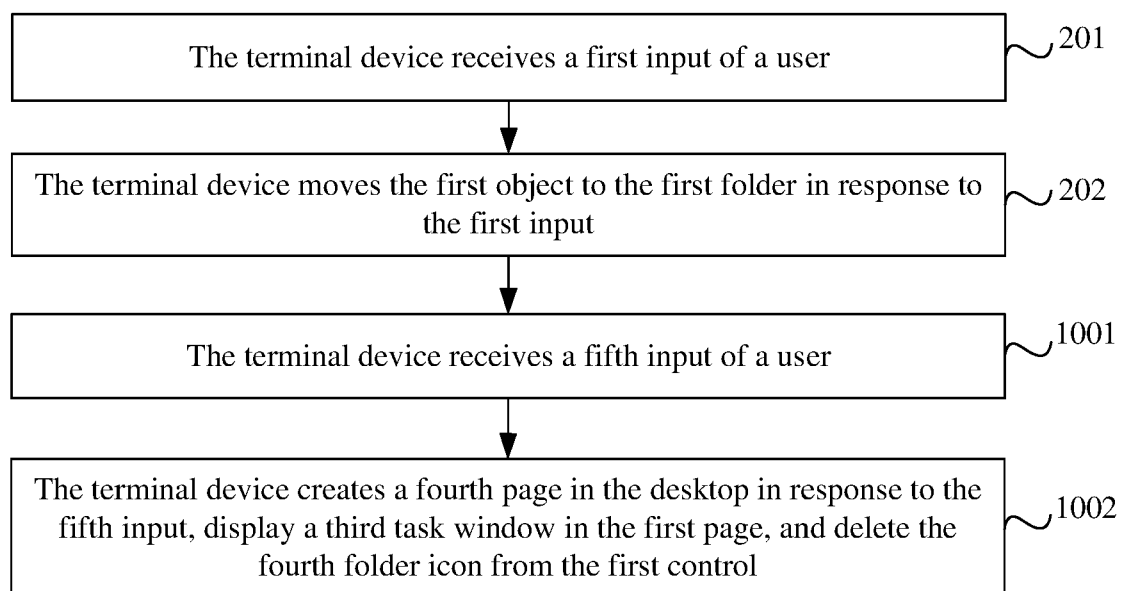 The terminal device receives a first input of a user
201
The terminal device moves the first object to the first folder in response to
the first input
202
The terminal device receives a fifth input of a user
1001
The terminal device creates a fourth page in the desktop in response to the
fifth input, display a third task window in the first page, and delete the
fourth folder icon from the first control
1002